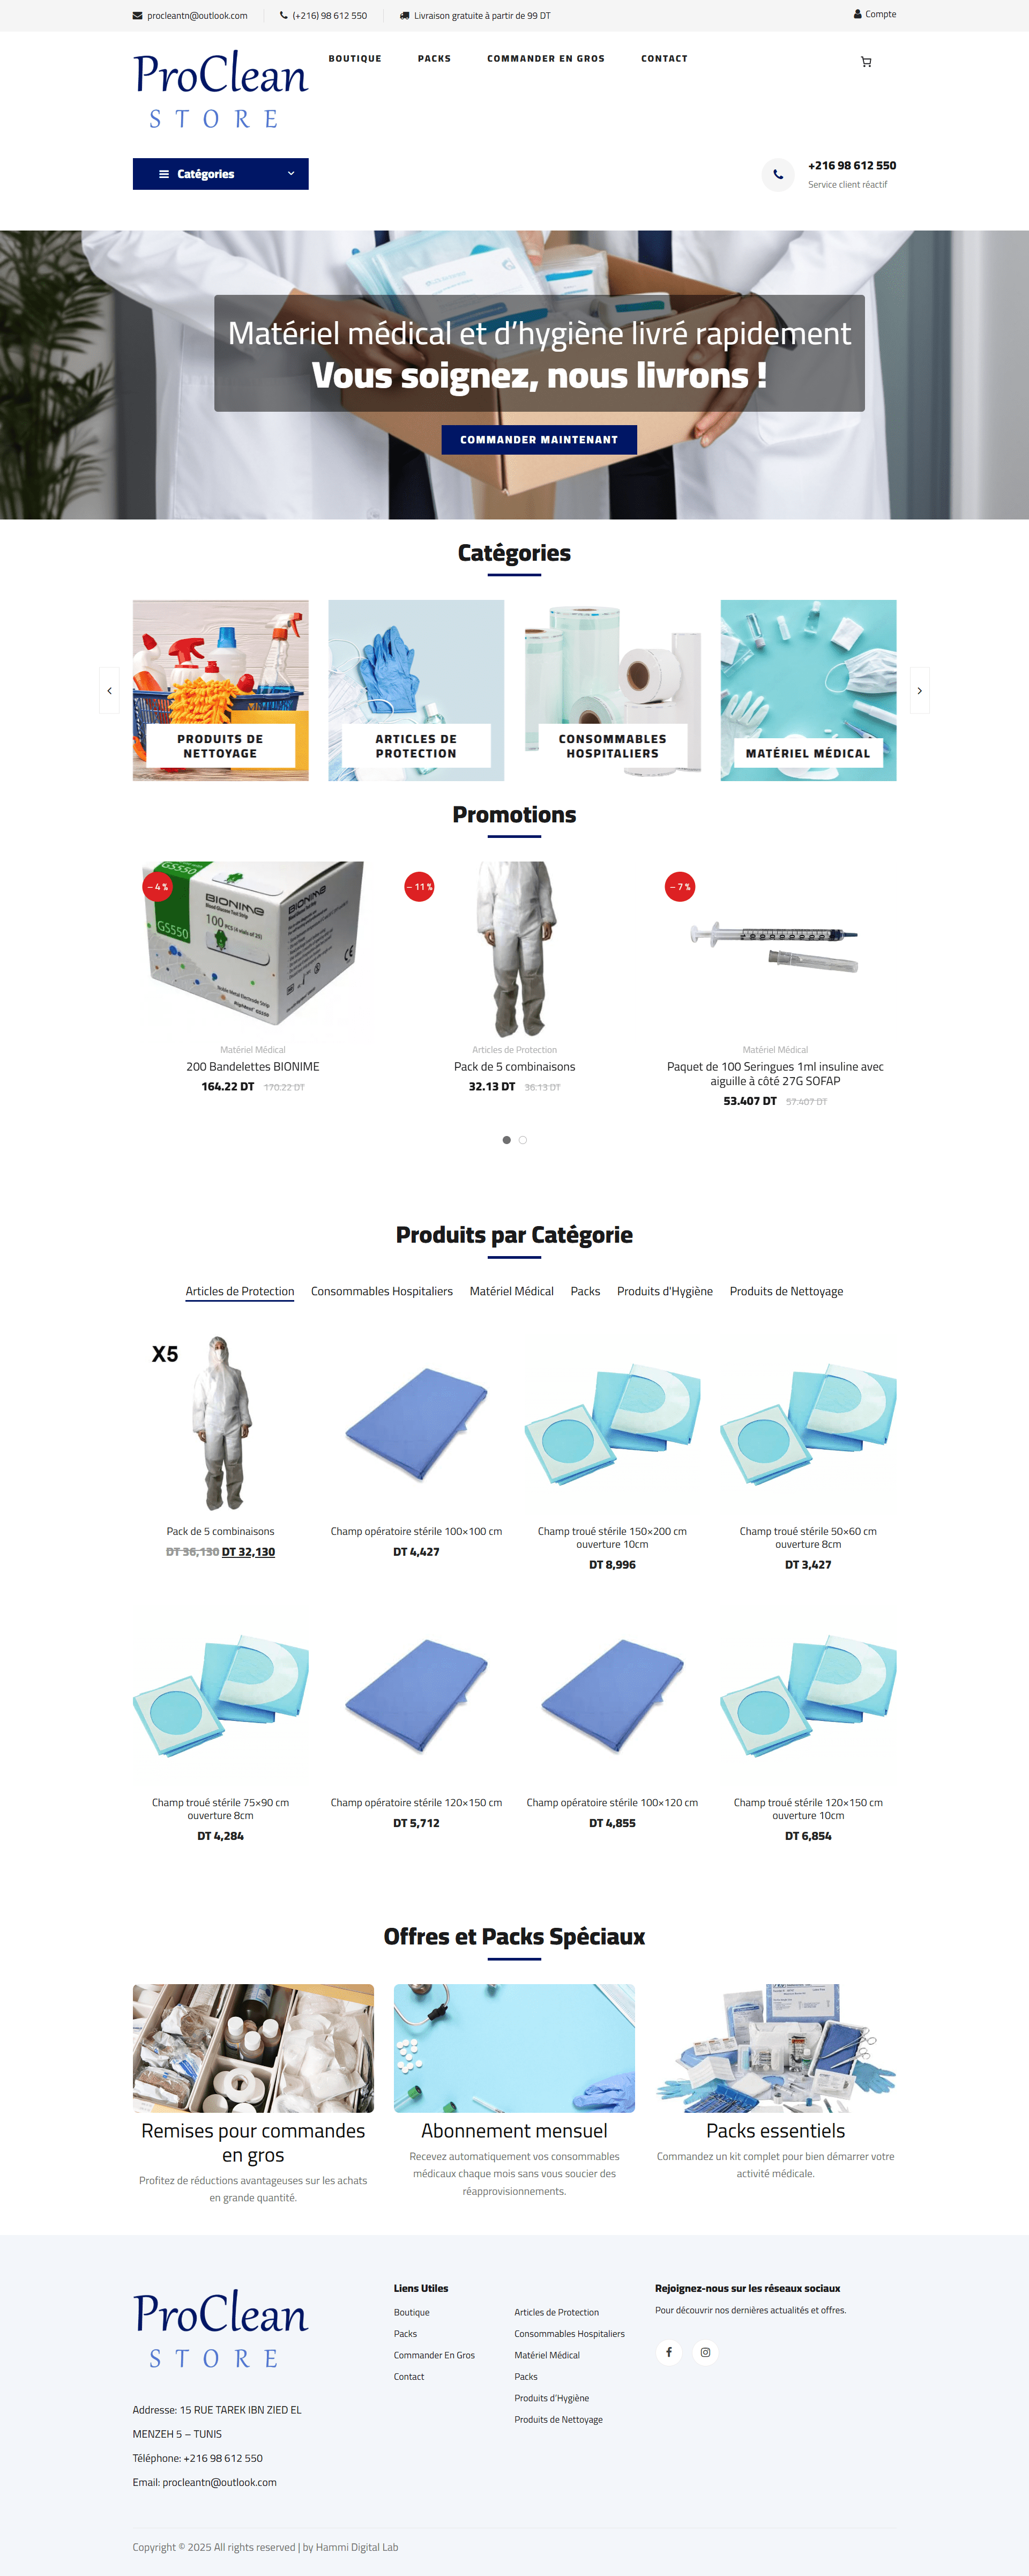 procleantn@outlook.com
(+216) 98 612 550
Livraison gratuite à partir de 99 DT
Compte
ProClean
STORE
BOUTIQUE
PACKS
COMMANDER EN GROS
CONTACT
Catégories
+216 98 612 550
Service client réactif
Matériel médical et d’hygiène livré rapidement
Vous soignez, nous livrons !
COMMANDER MAINTENANT
Catégories
PRODUITS DE
NETTOYAGE
ARTICLES DE
PROTECTION
CONSOMMABLES
HOSPITALIERS
MATÉRIEL MÉDICAL
Promotions
– 4 %
GS550
BIONIME
100 PCS (4 vials of 25)
GS550
Matériel Médical
200 Bandelettes BIONIME
164.22 DT 170.22 DT
– 11 %
Articles de Protection
Pack de 5 combinaisons
32.13 DT 36.13 DT
– 7 %
Matériel Médical
Paquet de 100 Seringues 1ml insuline avec
aiguille à côté 27G SOFAP
53.407 DT 57.407 DT
Produits par Catégorie
Articles de Protection
Consommables Hospitaliers
Matériel Médical
Packs
Produits d'Hygiène
Produits de Nettoyage
X5
Pack de 5 combinaisons
DT 36,130 DT 32,130
Champ opératoire stérile 100×100 cm
DT 4,427
Champ troué stérile 150×200 cm
ouverture 10cm
DT 8,996
Champ troué stérile 50×60 cm
ouverture 8cm
DT 3,427
Champ troué stérile 75×90 cm
ouverture 8cm
DT 4,284
Champ opératoire stérile 120×150 cm
DT 5,712
Champ opératoire stérile 100×120 cm
DT 4,855
Champ troué stérile 120×150 cm
ouverture 10cm
DT 6,854
Offres et Packs Spéciaux
Remises pour commandes
en gros
Profitez de réductions avantageuses sur les achats
en grande quantité.
Abonnement mensuel
Recevez automatiquement vos consommables
médicaux chaque mois sans vous soucier des
réapprovisionnements.
Packs essentiels
Commandez un kit complet pour bien démarrer votre
activité médicale.
ProClean
STORE
Addresse: 15 RUE TAREK IBN ZIED EL
MENZEH 5 – TUNIS
Téléphone: +216 98 612 550
Email: procleantn@outlook.com
Liens Utiles
Boutique
Packs
Commander En Gros
Contact
Articles de Protection
Consommables Hospitaliers
Matériel Médical
Packs
Produits d'Hygiène
Produits de Nettoyage
Rejoignez-nous sur les réseaux sociaux
Pour découvrir nos dernières actualités et offres.
Copyright © 2025 All rights reserved | by Hammi Digital Lab